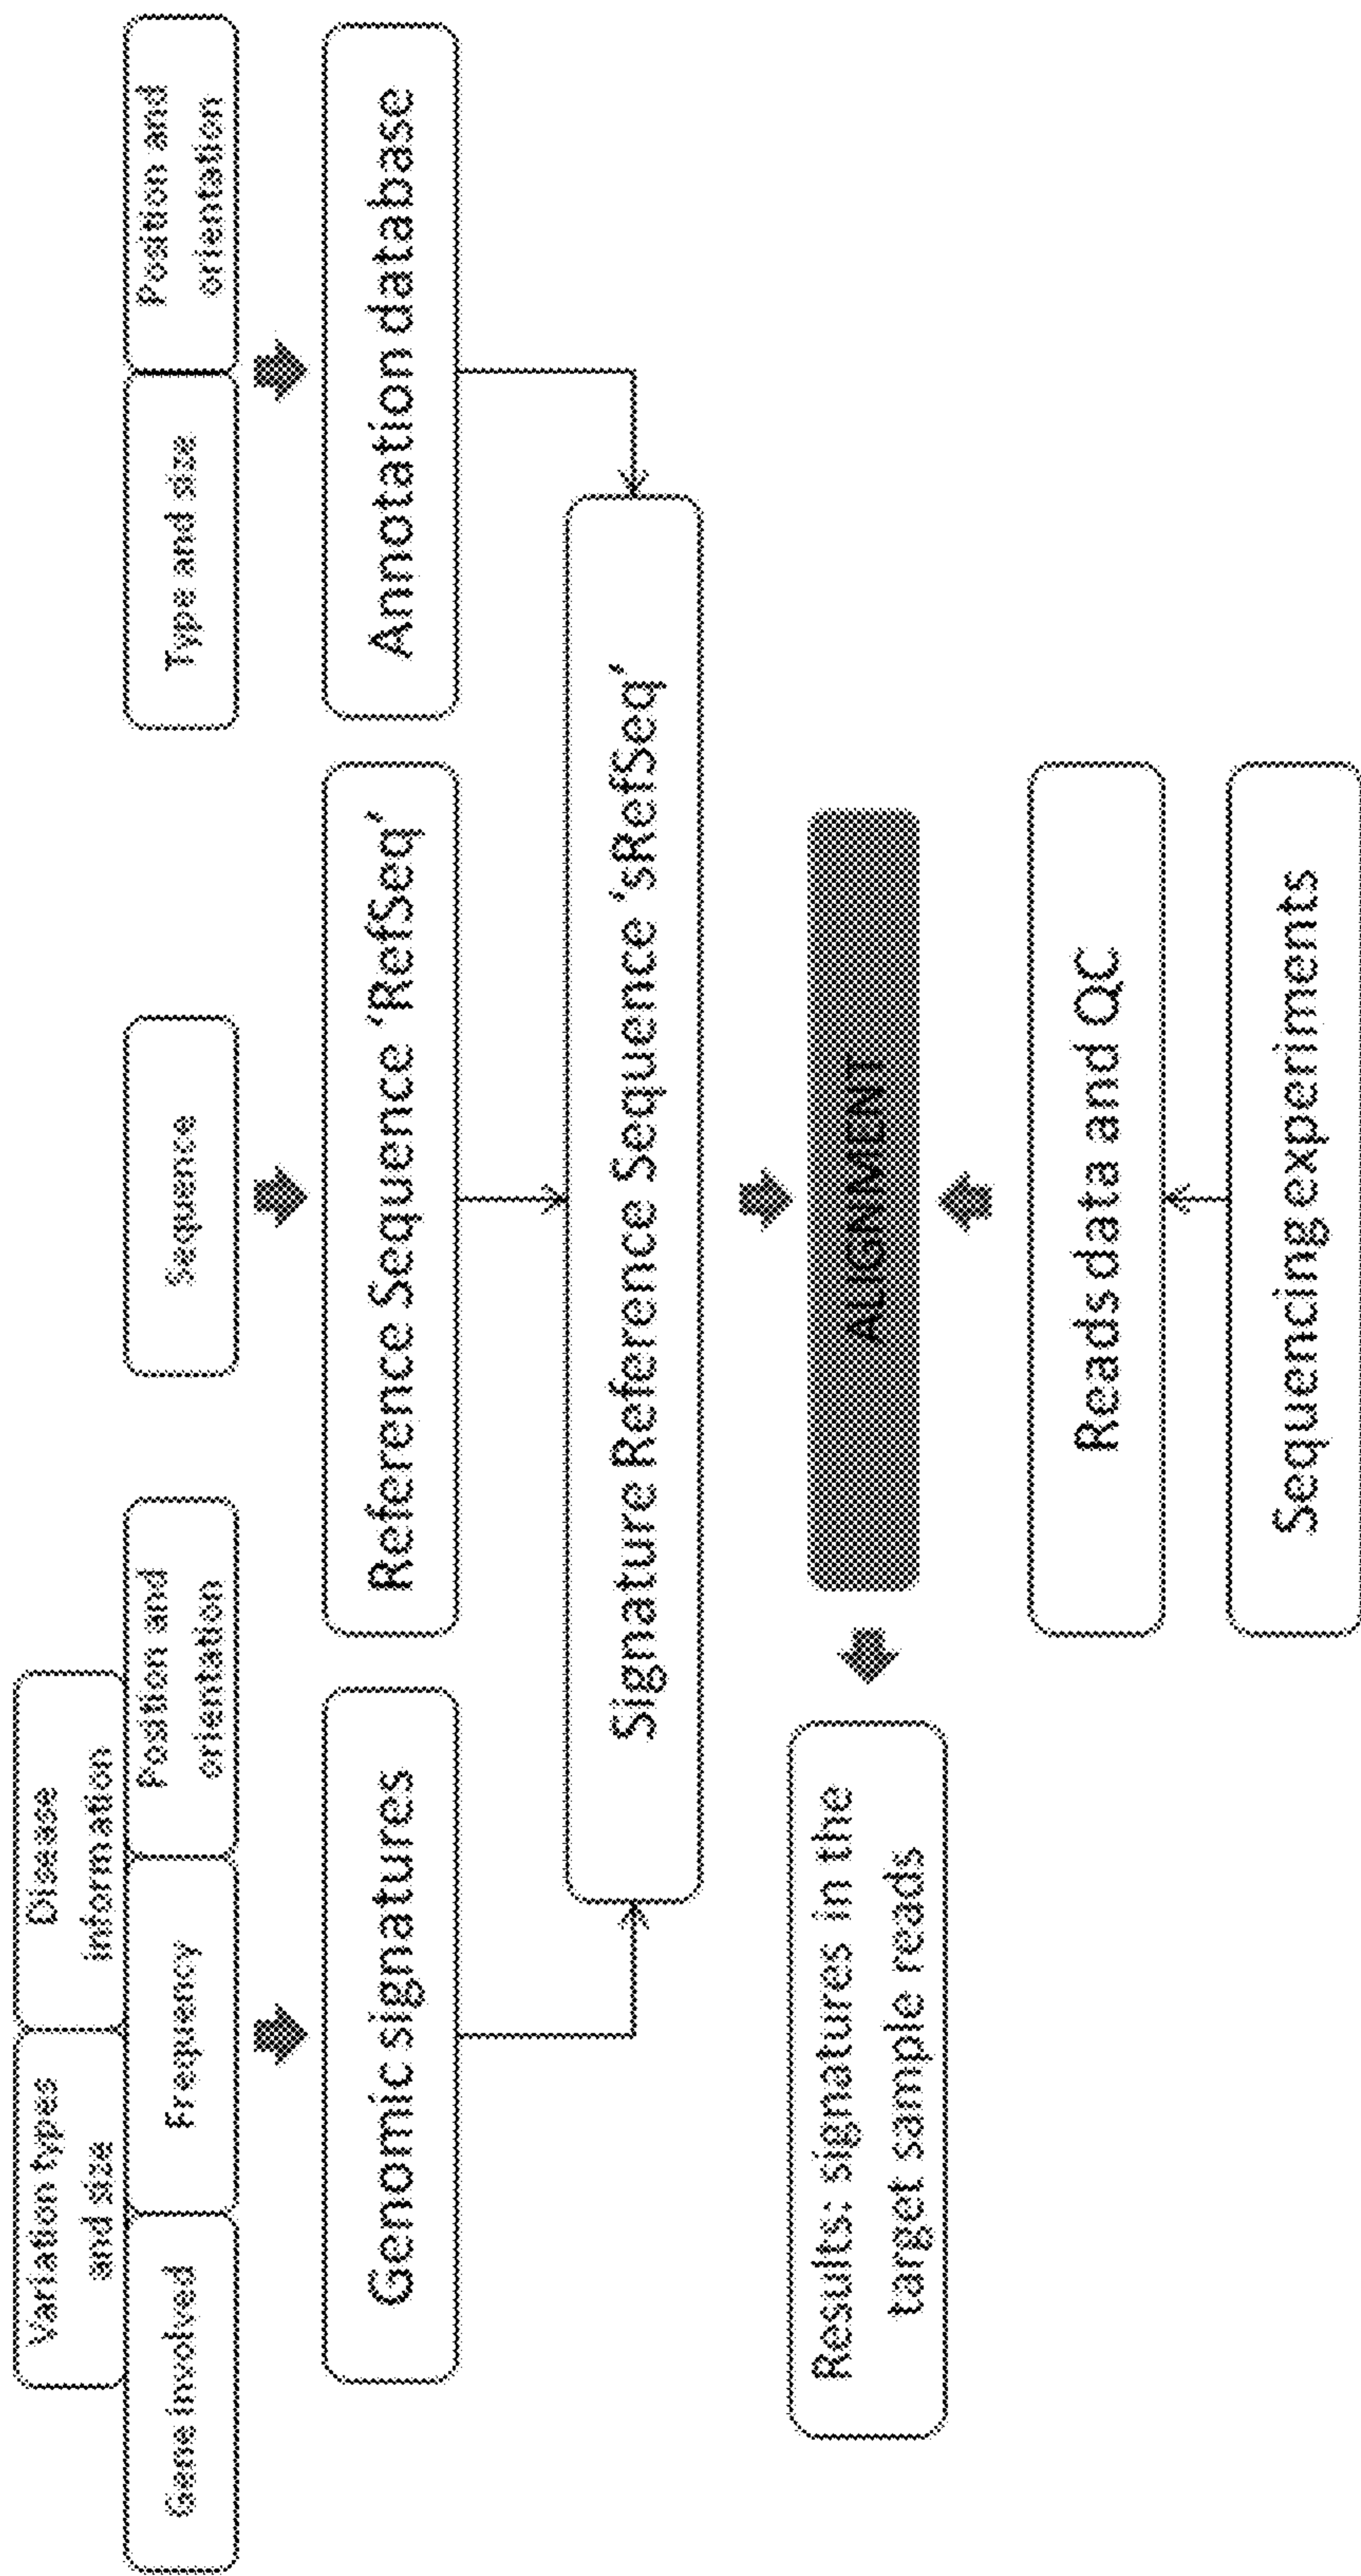 Variation types
and size
Disease
information
Gene involved
Frequency
Position and
orientation
Sequence
Type and size
Position and
orientation
Genomic signatures
Reference Sequence ‘RefSeq’
Annotation database
Signature Reference Sequence ‘sRefSeq’
Results: signatures in the
target sample reads
ALIGNMENT
Reads data and QC
Sequencing experiments